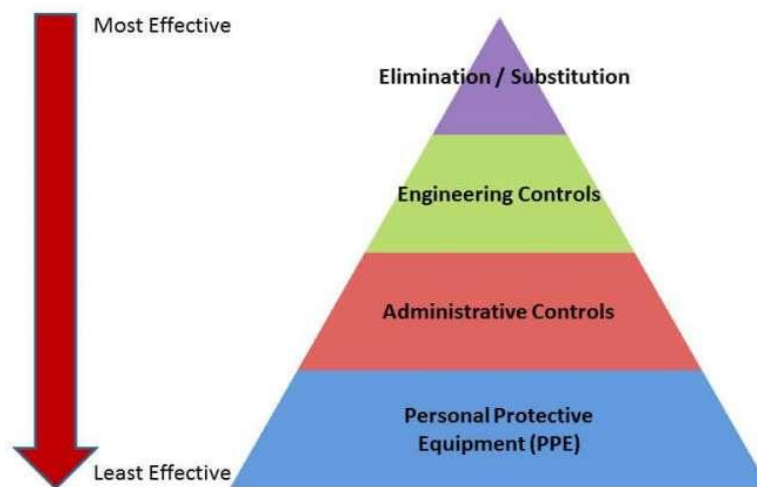 Most Effective
Elimination / Substitution
Engineering Controls
Administrative Controls
Personal Protective
Equipment (PPE)
Least Effective